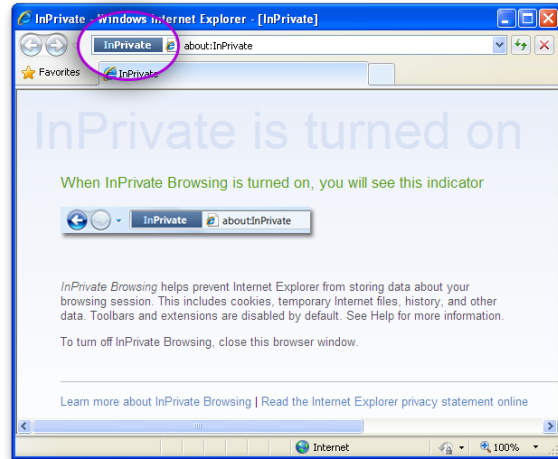 InPrivate - Windows Internet Explorer - [InPrivate]
InPrivate about:InPrivate
Favorites InPrivate
InPrivate is turned on
When InPrivate Browsing is turned on, you will see this indicator
InPrivate about:InPrivate
InPrivate Browsing helps prevent Internet Explorer from storing data about your
browsing session. This includes cookies, temporary Internet files, history, and other
data. Toolbars and extensions are disabled by default. See Help for more information.
To turn off InPrivate Browsing, close this browser window.
Learn more about InPrivate Browsing | Read the Internet Explorer privacy statement online
Internet 100%